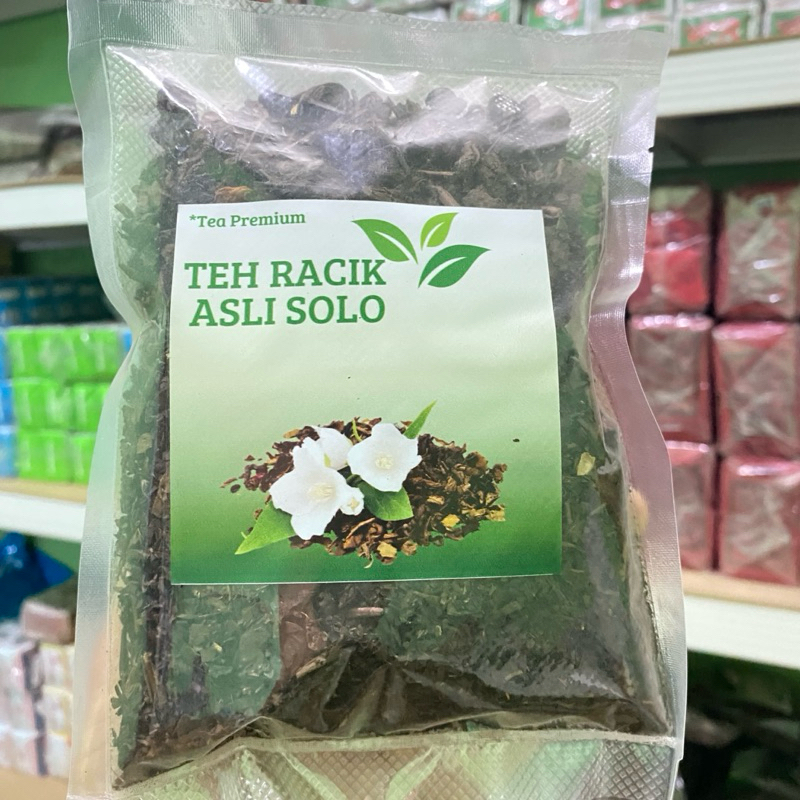 *Tea Premium
TEH RACIK
ASLI SOLO